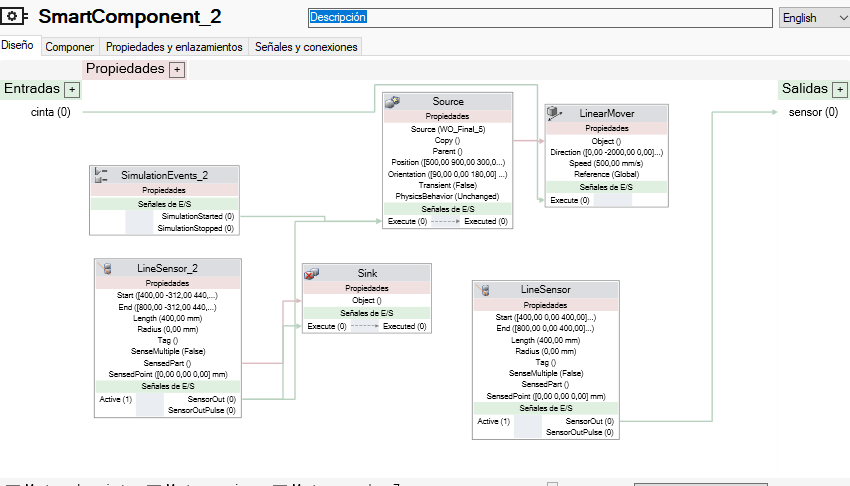 SmartComponent_2
Descripción
English
Diseño
Componer
Propiedades y enlazamientos
Señales y conexiones
Propiedades +
Entradas +
Salidas +
cinta (0)
sensor (0)
Source
Propiedades
Source (WO_Final_5)
Copy ()
Parent ()
Position ([500,00 900,00 300,0...)
Orientation ([90,00 0,00 180,00] ...)
Transient (False)
PhysicsBehavior (Unchanged)
Señales de E/S
Execute (0)
Executed (0)
LinearMover
Propiedades
Object ()
Direction ([0,00 -2000,00 0,00]...)
Speed (500,00 mm/s)
Reference (Global)
Señales de E/S
Execute (0)
SimulationEvents_2
Propiedades
Señales de E/S
SimulationStarted (0)
SimulationStopped (0)
LineSensor_2
Propiedades
Start ([400,00 -312,00 440,...)
End ([800,00 -312,00 440,...)
Length (400,00 mm)
Radius (0,00 mm)
Tag ()
SenseMultiple (False)
SensedPart ()
SensedPoint ([0,00 0,00 0,00] mm)
Señales de E/S
Active (1)
SensorOut (0)
SensorOutPulse (0)
Sink
Propiedades
Object ()
Señales de E/S
Execute (0)
Executed (0)
LineSensor
Propiedades
Start ([400,00 0,00 400,00]...)
End ([800,00 0,00 400,00]...)
Length (400,00 mm)
Radius (0,00 mm)
Tag ()
SenseMultiple (False)
SensedPart ()
SensedPoint ([0,00 0,00 0,00] mm)
Señales de E/S
Active (1)
SensorOut (0)
SensorOutPulse (0)